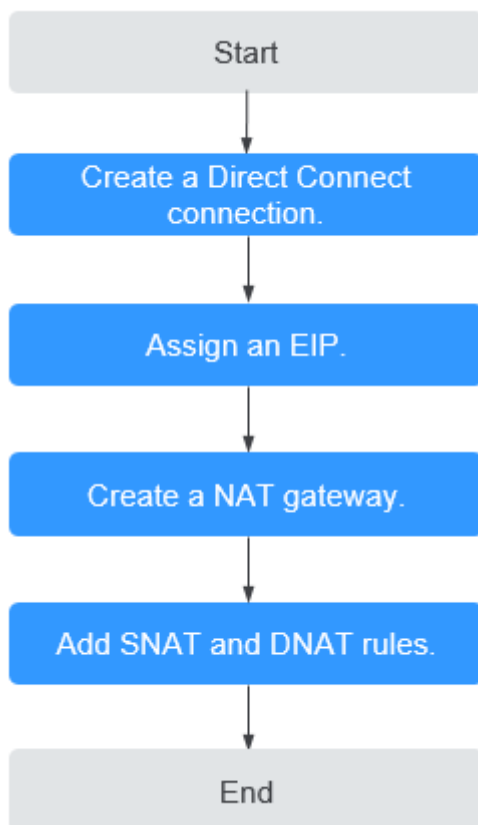 Start
Create a Direct Connect
connection.
Assign an EIP.
Create a NAT gateway.
Add SNAT and DNAT rules.
End